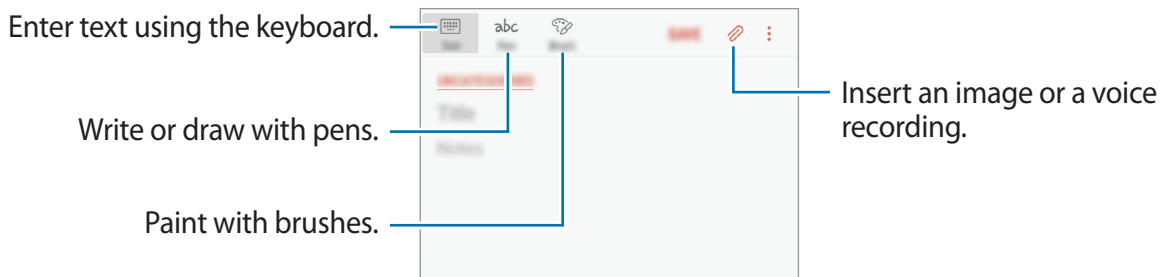 Enter text using the keyboard.
abc
SAVE
UNCATEGORISED
Title
Write or draw with pens.
Notes
Insert an image or a voice
recording.
Paint with brushes.